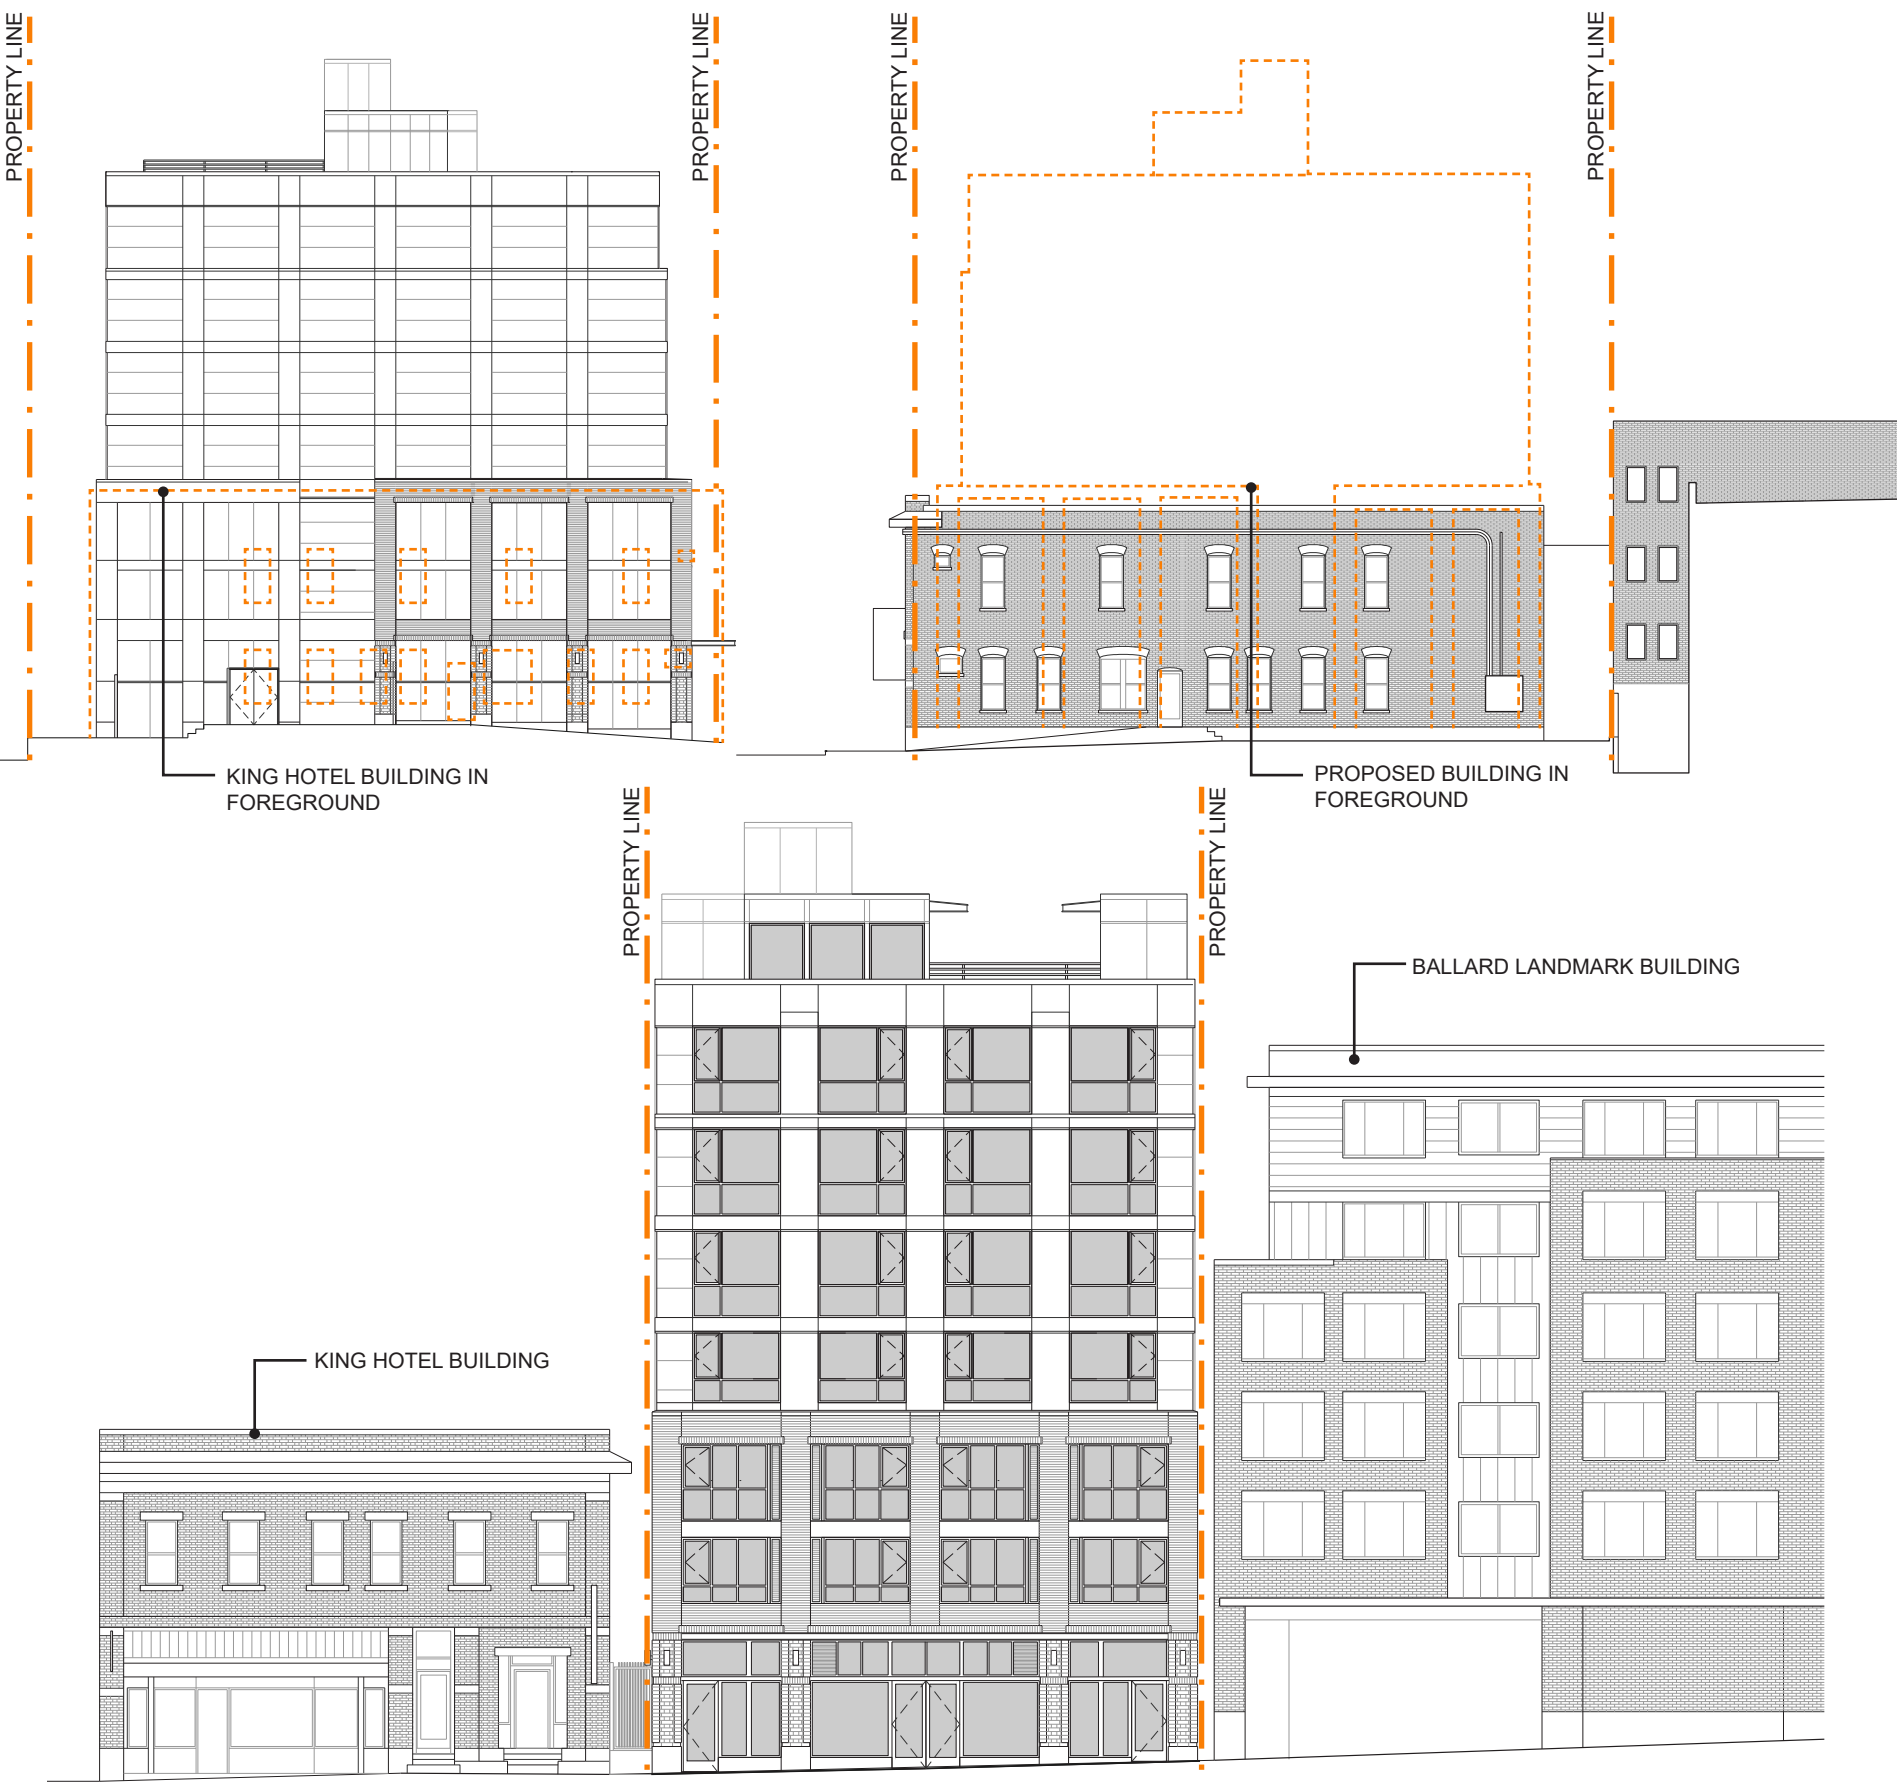 PROPERTY LINE
PROPERTY LINE
PROPERTY LINE
PROPERTY LINE
KING HOTEL BUILDING IN
FOREGROUND
PROPOSED BUILDING IN
FOREGROUND
PROPERTY LINE
PROPERTY LINE
BALLARD LANDMARK BUILDING
KING HOTEL BUILDING